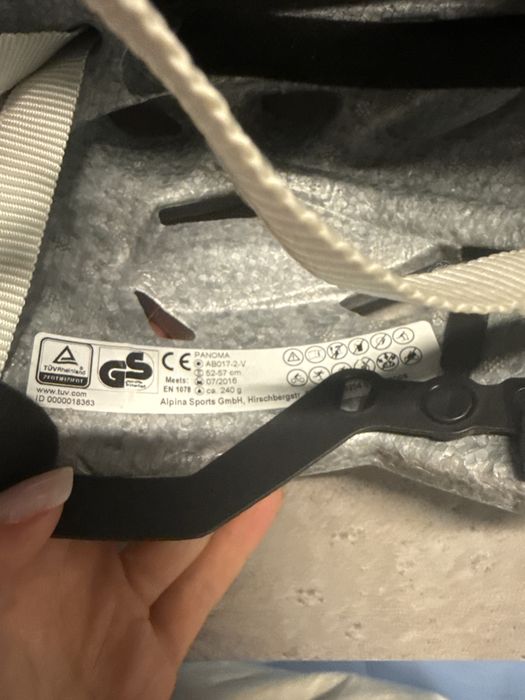 TÜVRheinland
ZERTIFIZIERT
www.tuv.com
ID 0000018363
GS
CE
Meets:
EN 1078
PANOMA
AB017-2-V
52-57 cm
07/2016
ca. 240 g
Alpina Sports GmbH, Hirschbergstr